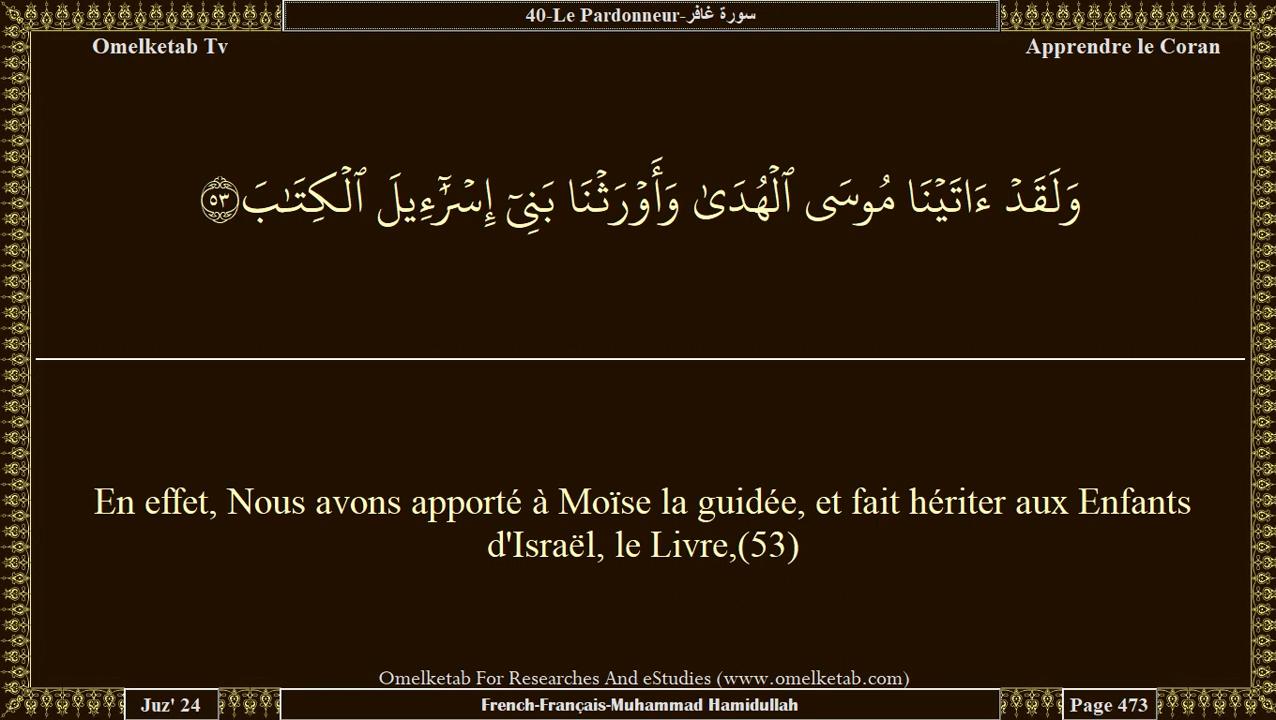 40-Le Pardonneur-سورة غافر
Omelketab Tv
Apprendre le Coran
وَلَقَدۡ ءَاتَيۡنَا مُوسَى ٱلۡهُدَىٰ وَأَوۡرَثۡنَا بَنِيٓ إِسۡرَٰٓءِيلَ ٱلۡكِتَٰبَ ٥٣
En effet, Nous avons apporté à Moïse la guidée, et fait hériter aux Enfants
d'Israël, le Livre,(53)
Omelketab For Researches And eStudies (www.omelketab.com)
Juz' 24
French-Français-Muhammad Hamidullah
Page 473